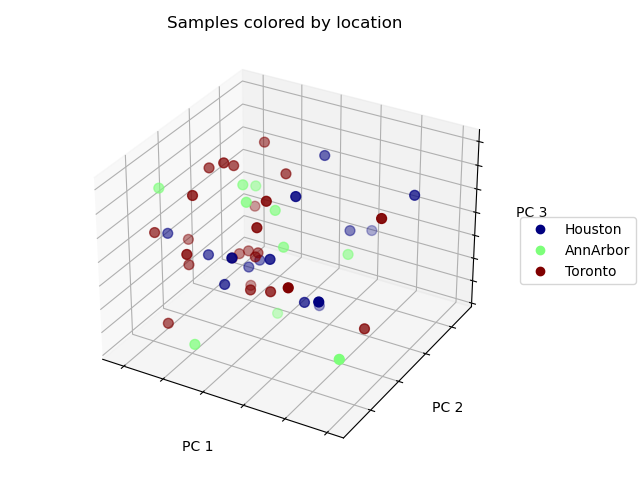 Samples colored by location
PC 3
Houston
AnnArbor
Toronto
PC 2
PC 1